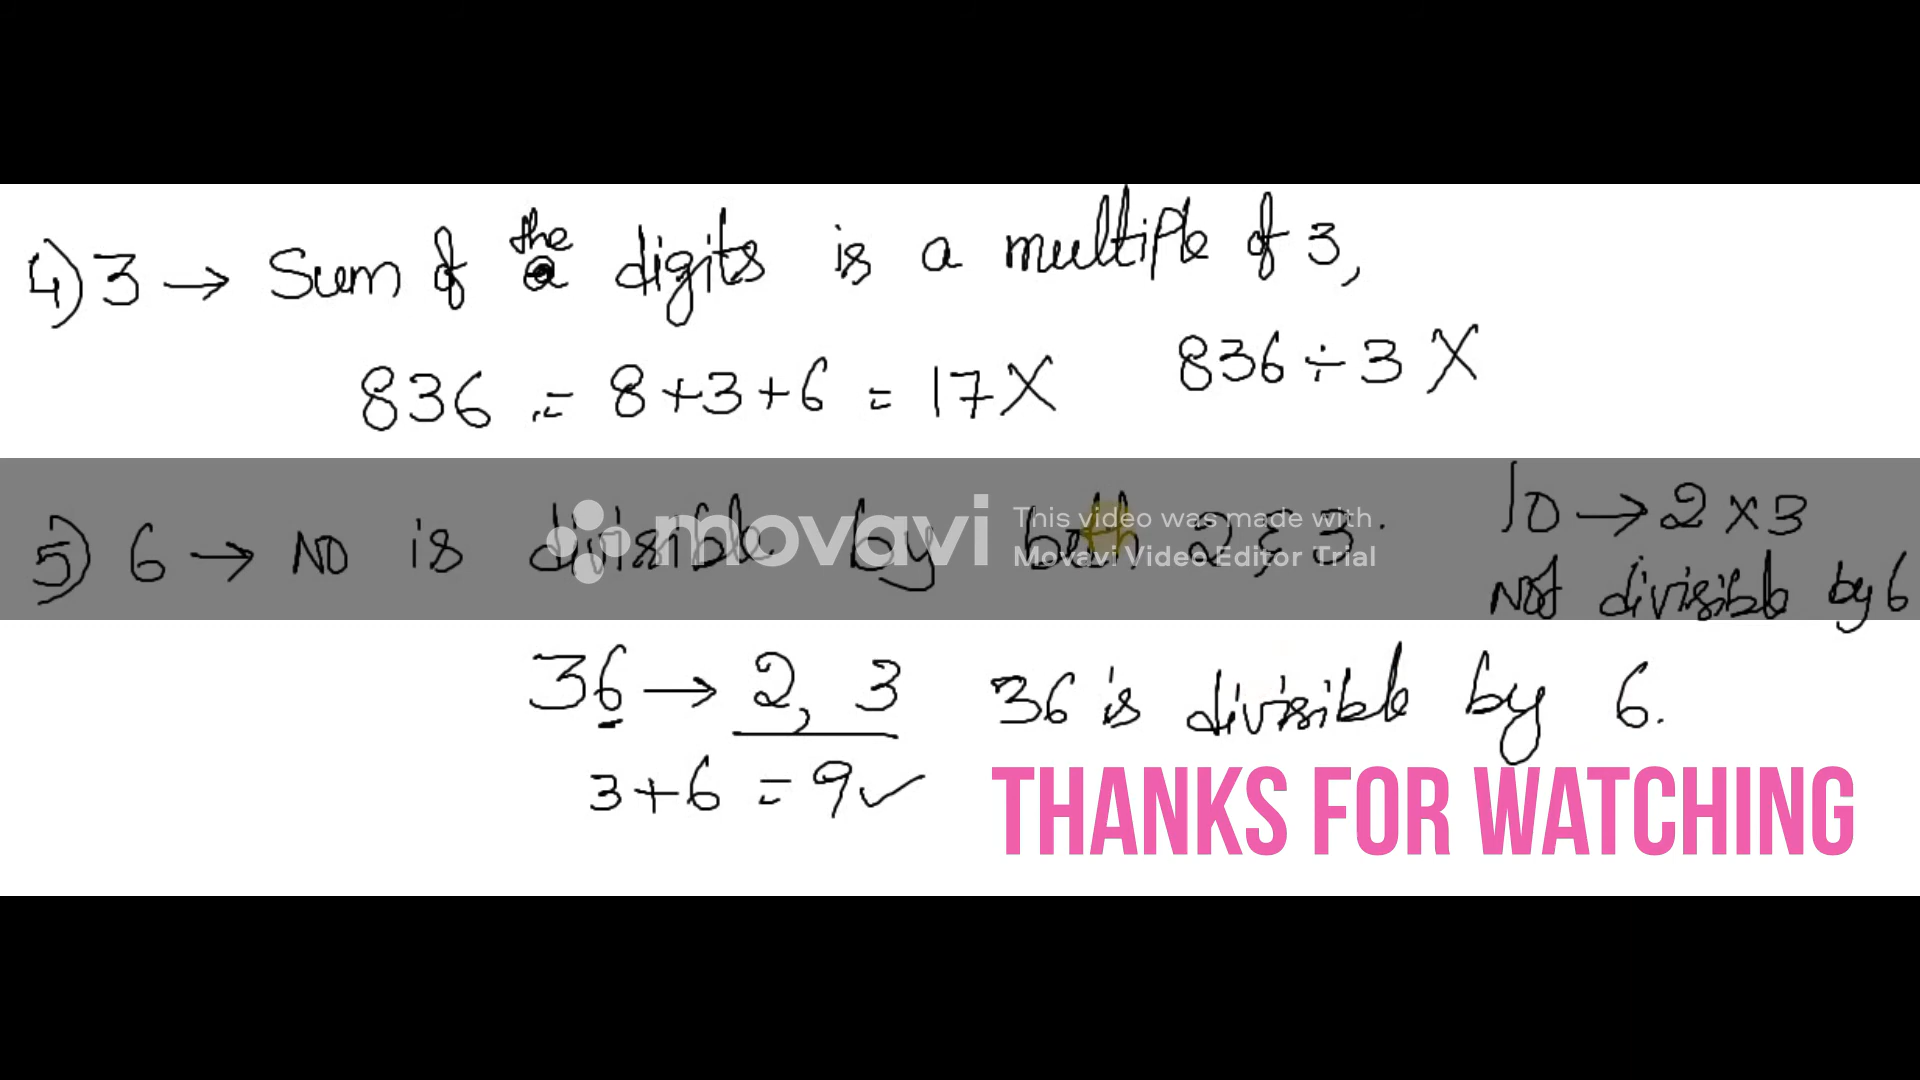 4) 3 → Sum of the digits is a multiple of 3,
836 = 8+3+6 = 17 X 836 ÷ 3 X
5) 6 → No is divisible by both 2 & 3. 10 → 2 x 3
Not divisible by 6
movavi
This video was made with
Movavi Video Editor Trial
36 → 2, 3 36 is divisible by 6.
3+6 = 9 ✓
THANKS FOR WATCHING